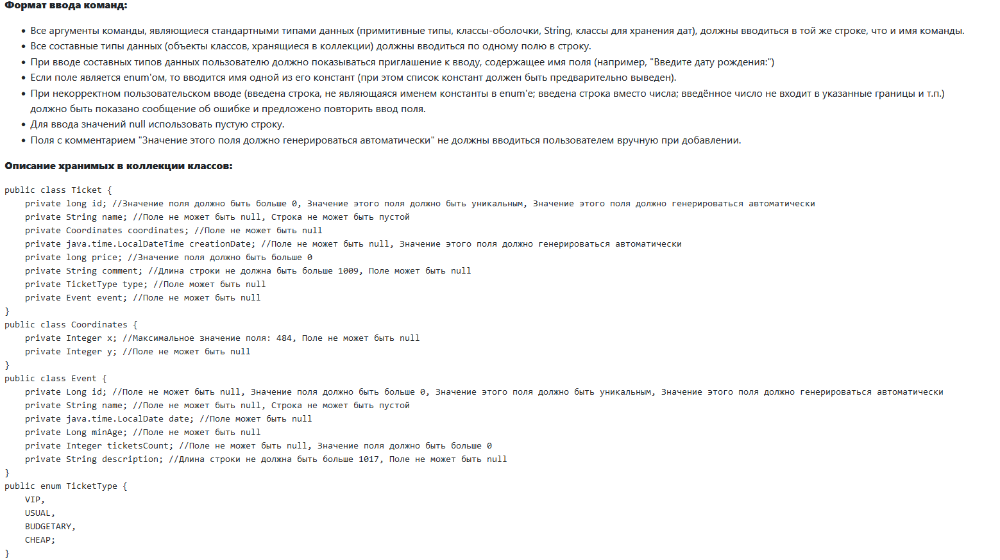 Формат ввода команд:
Все аргументы команды, являющиеся стандартными типами данных (примитивные типы, классы-оболочки, String, классы для хранения дат), должны вводиться в той же строке, что и имя команды.
Все составные типы данных (объекты классов, хранящиеся в коллекции) должны вводиться по одному полю в строку.
При вводе составных типов данных пользователю должно показываться приглашение к вводу, содержащее имя поля (например, "Введите дату рождения:")
Если поле является enum'ом, то вводится имя одной из его констант (при этом список констант должен быть предварительно выведен).
При некорректном пользовательском вводе (введена строка, не являющаяся именем константы в enum'е; введена строка вместо числа; введённое число не входит в указанные границы и т.п.)
должно быть показано сообщение об ошибке и предложено повторить ввод поля.
Для ввода значений null использовать пустую строку.
Поля с комментарием "Значение этого поля должно генерироваться автоматически" не должны вводиться пользователем вручную при добавлении.
Описание хранимых в коллекции классов:
public class Ticket {
    private long id; //Значение поля должно быть больше 0, Значение этого поля должно быть уникальным, Значение этого поля должно генерироваться автоматически
    private String name; //Поле не может быть null, Строка не может быть пустой
    private Coordinates coordinates; //Поле не может быть null
    private java.time.LocalDateTime creationDate; //Поле не может быть null, Значение этого поля должно генерироваться автоматически
    private long price; //Значение поля должно быть больше 0
    private String comment; //Длина строки не должна быть больше 1009, Поле может быть null
    private TicketType type; //Поле может быть null
    private Event event; //Поле не может быть null
}
public class Coordinates {
    private Integer x; //Максимальное значение поля: 484, Поле не может быть null
    private Integer y; //Поле не может быть null
}
public class Event {
    private Long id; //Поле не может быть null, Значение поля должно быть больше 0, Значение этого поля должно быть уникальным, Значение этого поля должно генерироваться автоматически
    private String name; //Поле не может быть null, Строка не может быть пустой
    private java.time.LocalDate date; //Поле может быть null
    private Long minAge; //Поле не может быть null
    private Integer ticketsCount; //Поле не может быть null, Значение поля должно быть больше 0
    private String description; //Длина строки не должна быть больше 1017, Поле не может быть null
}
public enum TicketType {
    VIP,
    USUAL,
    BUDGETARY,
    CHEAP;
}